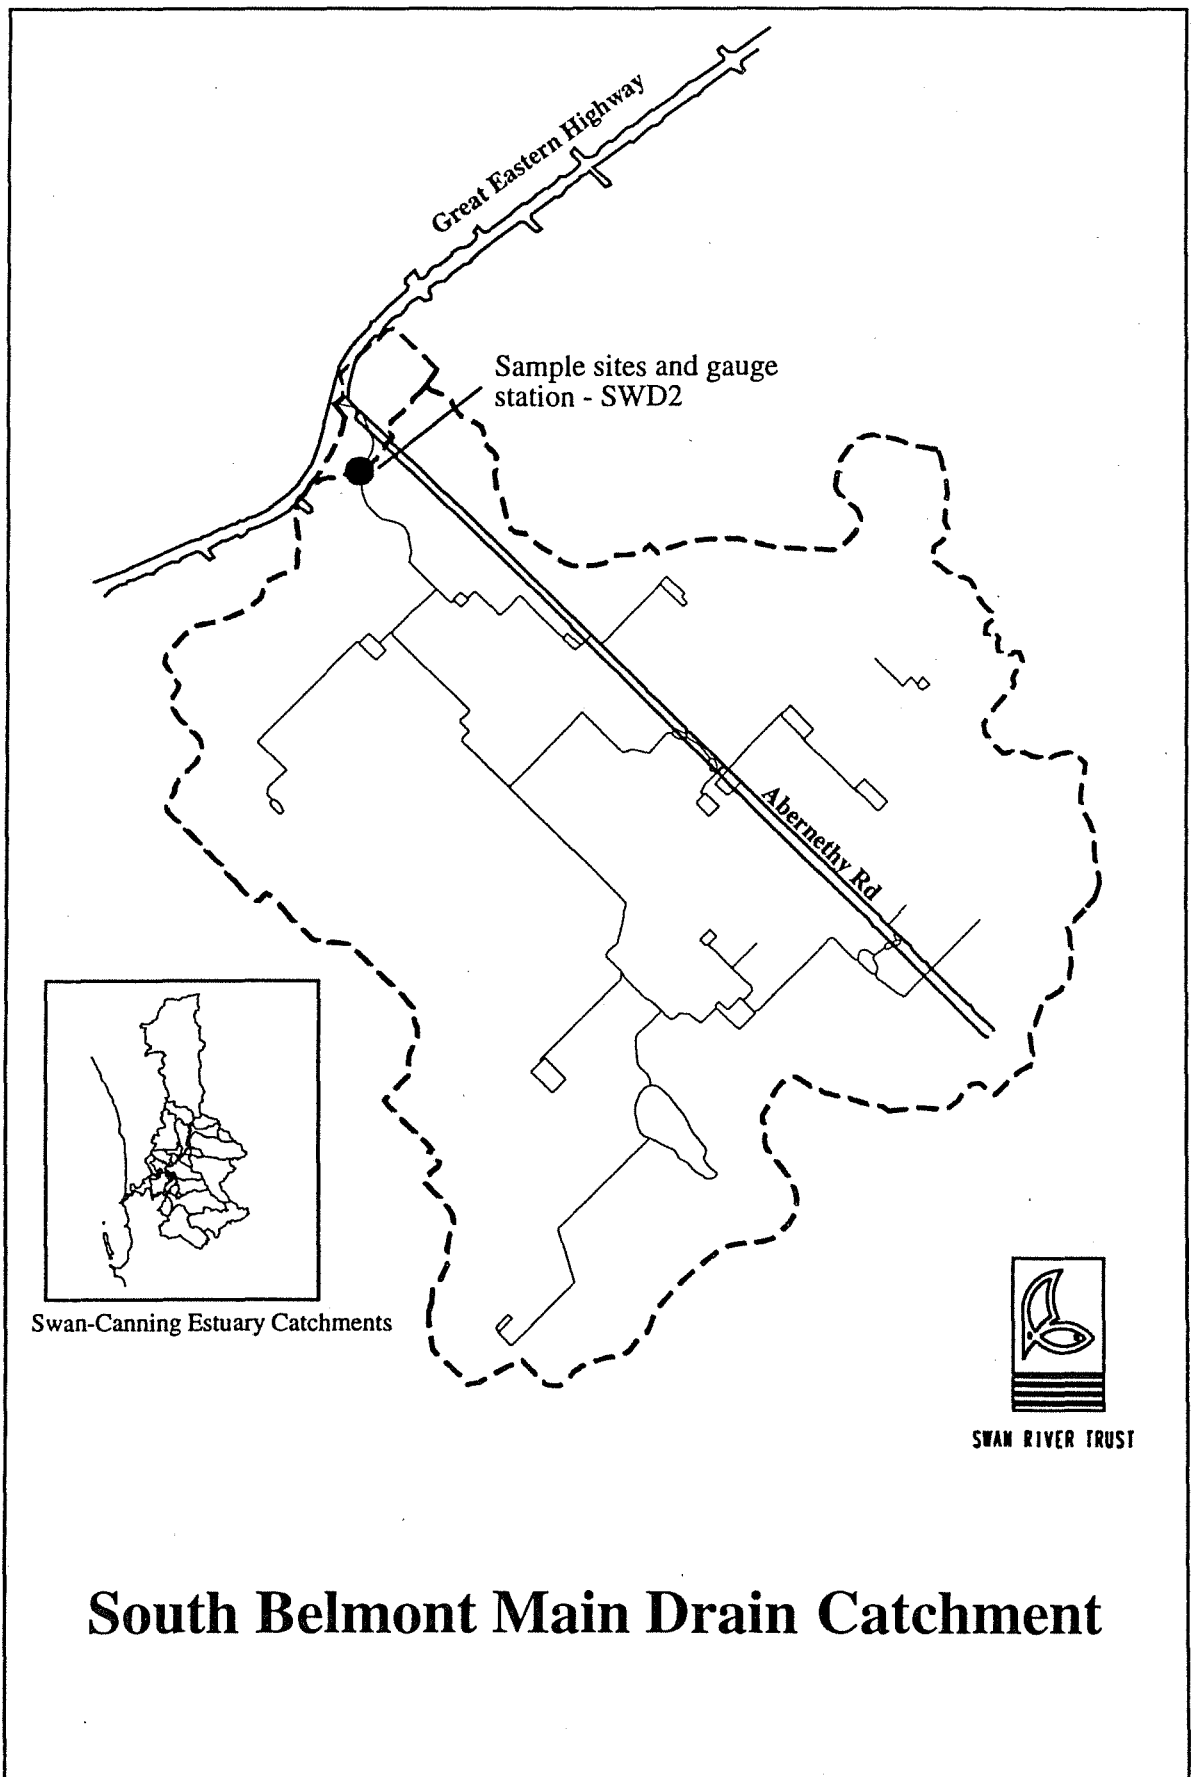 Great Eastern Highway
Sample sites and gauge
station - SWD2
Abernethy Rd
Swan-Canning Estuary Catchments
SWAN RIVER TRUST
South Belmont Main Drain Catchment